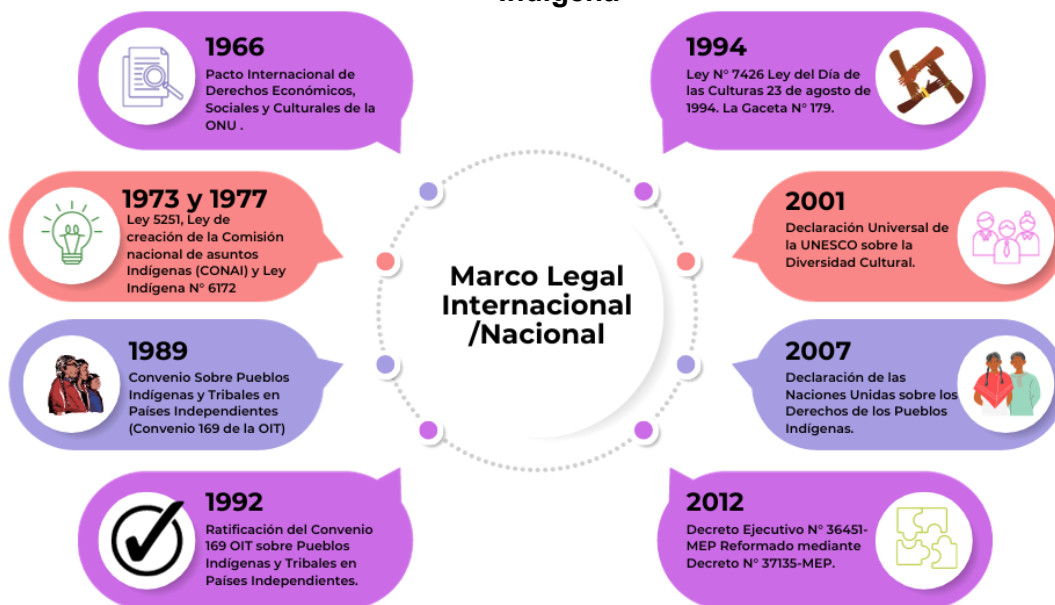 1966
Pacto Internacional de
Derechos Económicos,
Sociales y Culturales de la
ONU .
1973 y 1977
Ley 5251, Ley de
creación de la Comisión
nacional de asuntos
Indígenas (CONAI) y Ley
Indígena N° 6172
1989
Convenio Sobre Pueblos
Indígenas y Tribales en
Países Independientes
(Convenio 169 de la OIT)
1992
Ratificación del Convenio
169 OIT sobre Pueblos
Indígenas y Tribales en
Países Independientes.
Marco Legal
Internacional
/Nacional
1994
Ley N° 7426 Ley del Día de
las Culturas 23 de agosto de
1994. La Gaceta N° 179.
2001
Declaración Universal de
la UNESCO sobre la
Diversidad Cultural.
2007
Declaración de las
Naciones Unidas sobre los
Derechos de los Pueblos
Indígenas.
2012
Decreto Ejecutivo N° 36451-
MEP Reformado mediante
Decreto N° 37135-MEP.